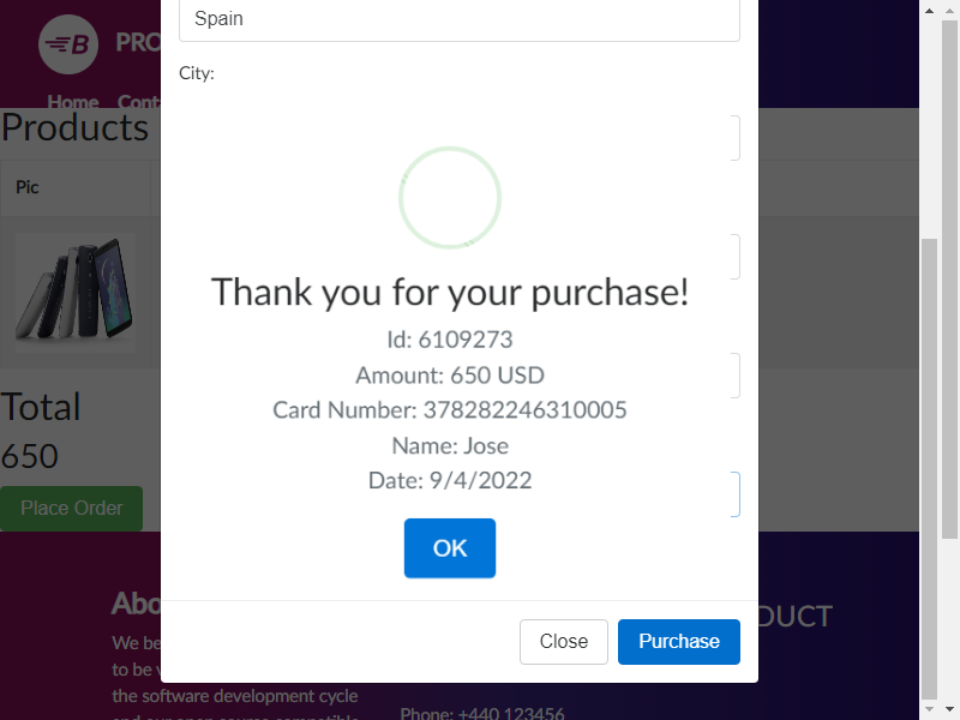 B
PRO
Home Cont
Products
Pic
Total
650
Place Order
Spain
City:
Thank you for your purchase!
Id: 6109273
Amount: 650 USD
Card Number: 378282246310005
Name: Jose
Date: 9/4/2022
OK
Close
Purchase
Abo
We be
to be
the software development cycle
DUCT
Phone: +440 123456